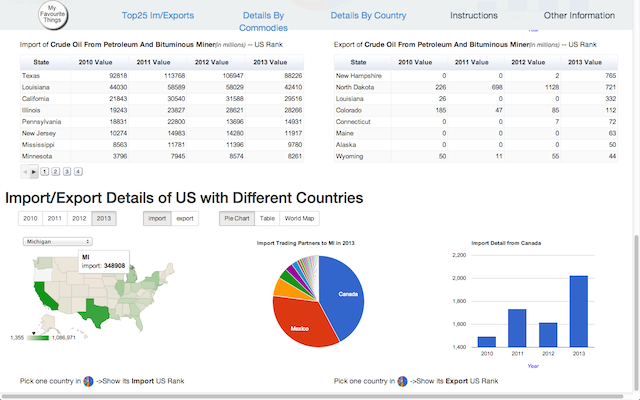 My
Favourite
Things
Top25 Im/Exports
Details By
Commodies
Details By Country
Instructions
Other Information
Import of Crude Oil From Petroleum And Bituminous Miner(In millions) -- US Rank
State 2010 Value 2011 Value 2012 Value 2013 Value
Texas 92818 113768 106947 88226
Louisiana 44030 58589 58029 42410
California 21843 30540 31588 29516
Illinois 19243 23827 28621 28266
Pennsylvania 18831 22800 13696 14931
New Jersey 10274 14983 14280 11917
Mississippi 8563 11781 11396 9780
Minnesota 3796 7945 8574 8261
1 2 3 4
Year
Export of Crude Oil From Petroleum And Bituminous Miner(In millions) -- US Rank
State 2010 Value 2011 Value 2012 Value 2013 Value
New Hampshire 0 0 2 765
North Dakota 226 698 1128 721
Louisiana 26 0 0 332
Colorado 185 47 85 112
Connecticut 0 7 72
Maine 0 0 0 63
Alaska 0 0 0 50
Wyoming 50 11 55 44
Import/Export Details of US with Different Countries
2010 2011 2012 2013 import export Pie Chart Table World Map
Michigan
MI
import: 348908
1,355 1,086,971
Import Trading Partners to MI in 2013
Canada
Mexico
Import Detail from Canada
2,200
2,000
1,800
1,600
1,400
2010 2011 2012 2013
Year
Pick one country in ->Show its Import US Rank
Pick one country in ->Show its Export US Rank